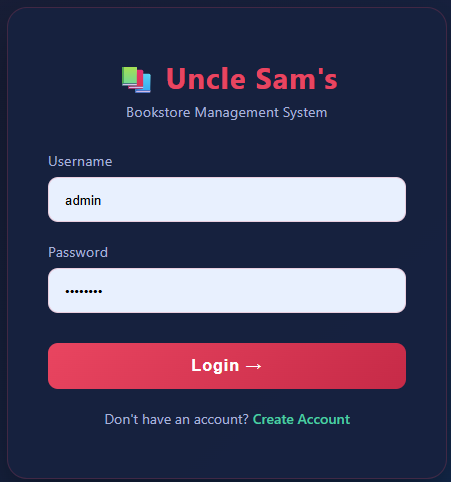 Uncle Sam's
Bookstore Management System
Username
admin
Password
••••••••
Login →
Don't have an account? Create Account